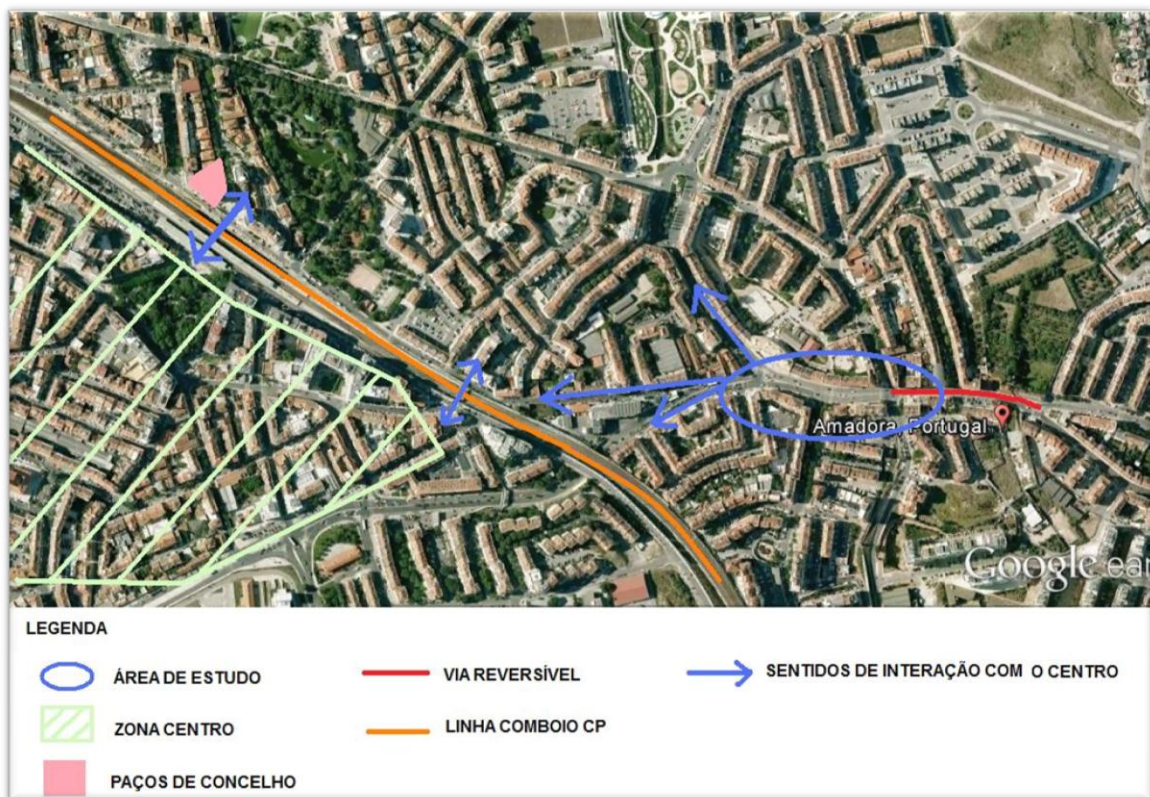 Amadora, Portugal
Google ear
LEGENDA
ÁREA DE ESTUDO
VIA REVERSÍVEL
SENTIDOS DE INTERAÇÃO COM O CENTRO
ZONA CENTRO
LINHA COMBOIO CP
PAÇOS DE CONCELHO